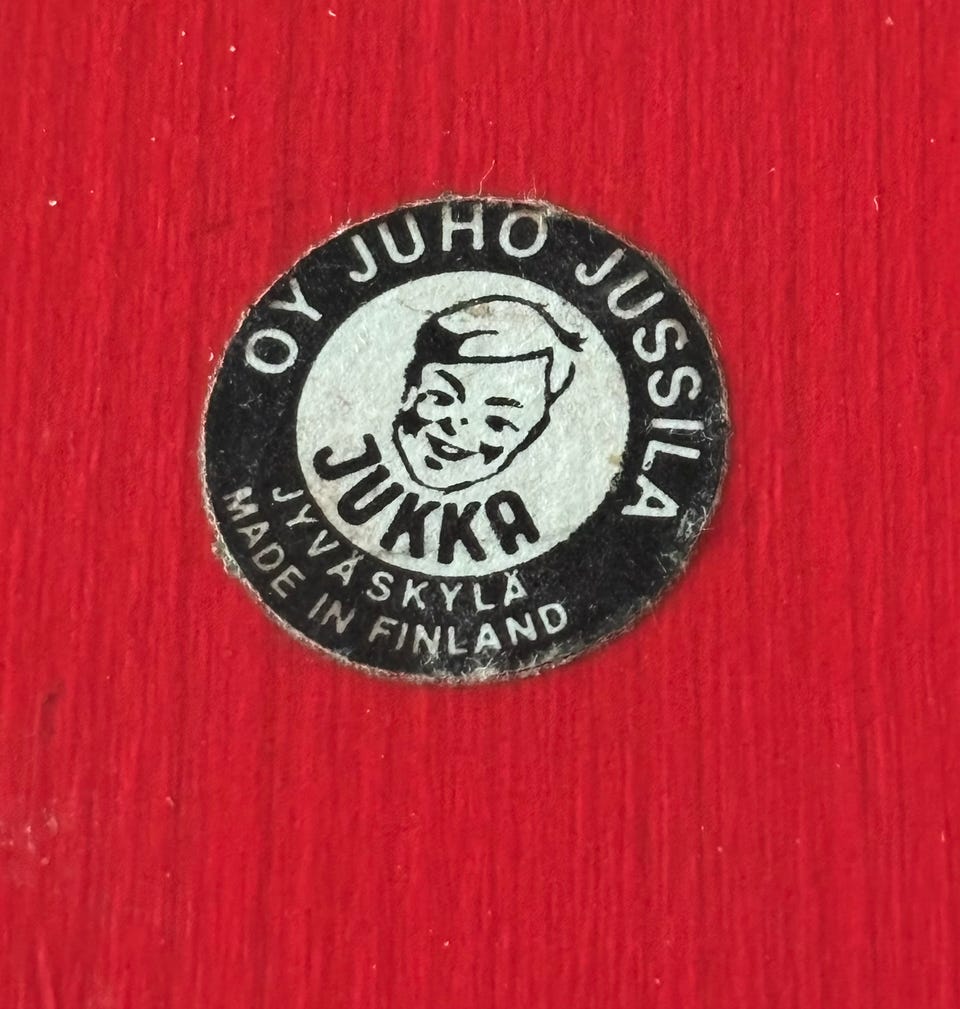 OY JUHO JUSSILA
JUKKA
JYVÄSKYLÄ
MADE IN FINLAND